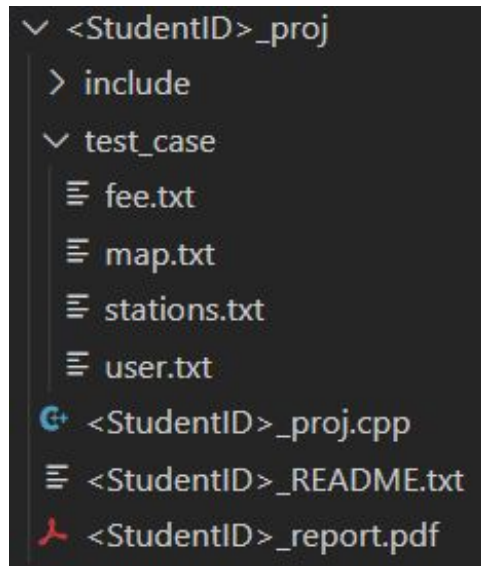 <StudentID>_proj
include
test_case
fee.txt
map.txt
stations.txt
user.txt
<StudentID>_proj.cpp
<StudentID>_README.txt
<StudentID>_report.pdf